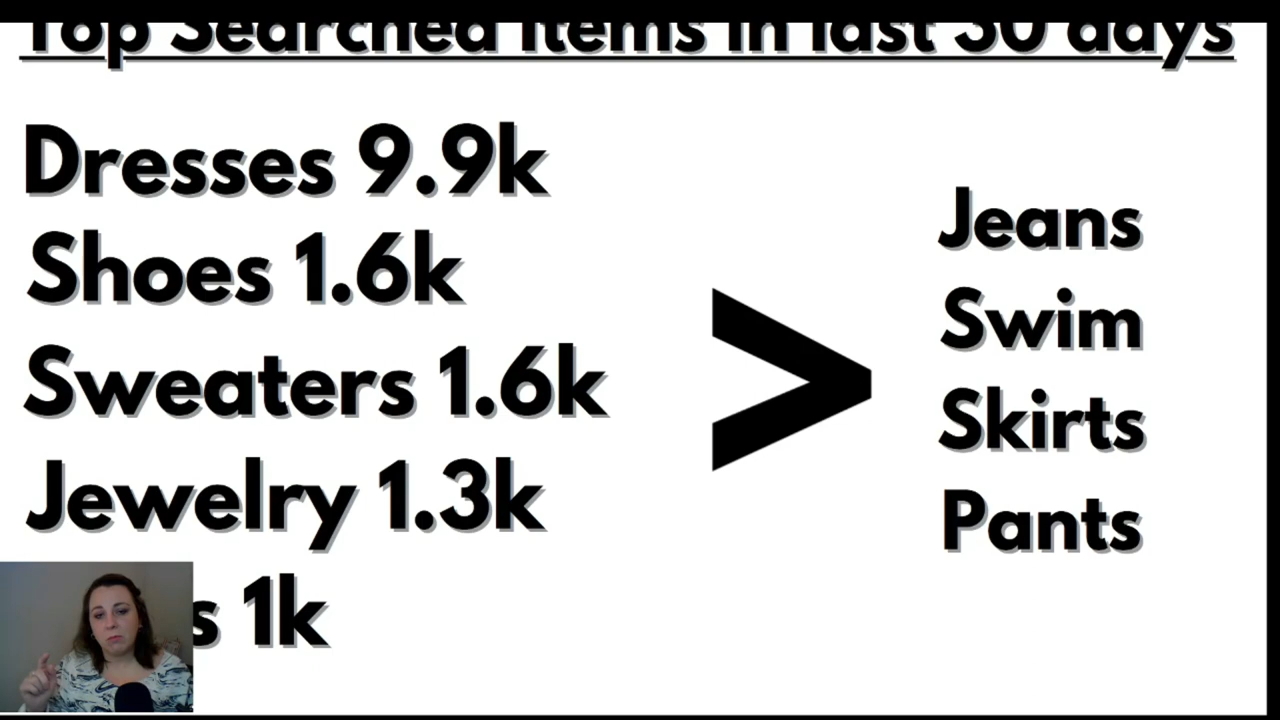 Top Searched Items in last 30 days
Dresses 9.9k
Shoes 1.6k
Sweaters 1.6k
Jewelry 1.3k
1k
>
Jeans
Swim
Skirts
Pants